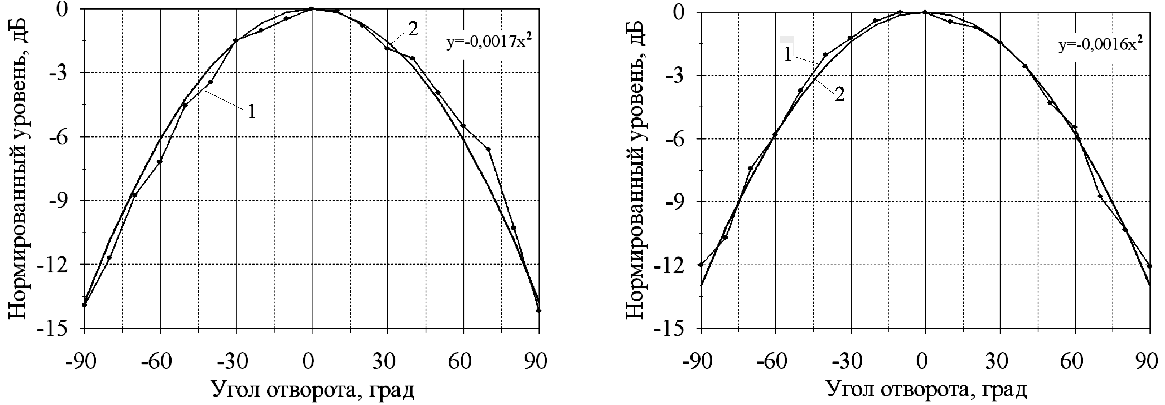 Нормированный уровень, дБ
0
-3
-6
-9
-12
-15
2
y=-0,0017x²
1
-90 -60 -30 0 30 60 90
Угол отворота, град
Нормированный уровень, дБ
0
-3
-6
-9
-12
-15
1
y=-0,0016x²
2
-90 -60 -30 0 30 60 90
Угол отворота, град